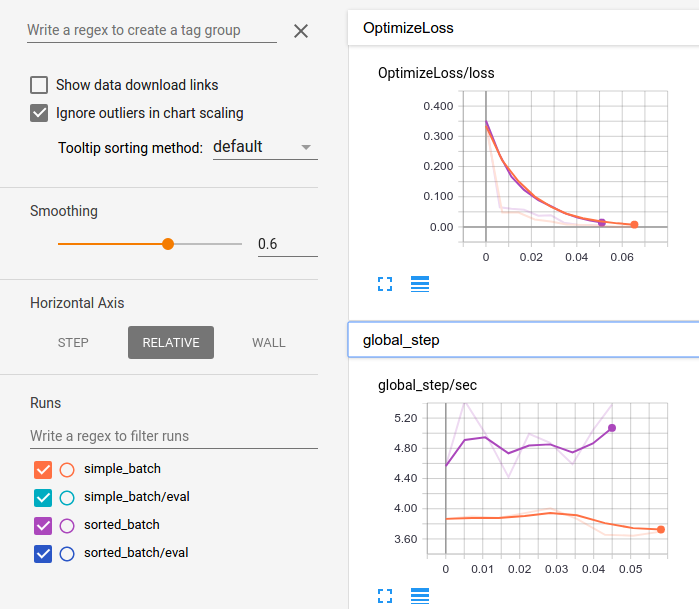 Write a regex to create a tag group
Show data download links
Ignore outliers in chart scaling
Tooltip sorting method: default
Smoothing
0.6
Horizontal Axis
STEP RELATIVE WALL
Runs
Write a regex to filter runs
simple_batch
simple_batch/eval
sorted_batch
sorted_batch/eval
OptimizeLoss
OptimizeLoss/loss
0.400
0.300
0.200
0.100
0.00
0 0.02 0.04 0.06
global_step
global_step/sec
5.20
4.80
4.40
4.00
3.60
0 0.01 0.02 0.03 0.04 0.05